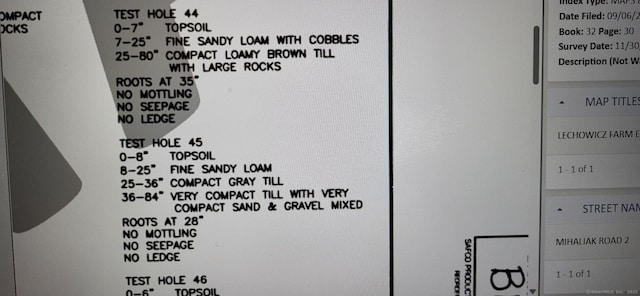 OMPACT
OCKS
TEST HOLE 44
0-7" TOPSOIL
7-25" FINE SANDY LOAM WITH COBBLES
25-80" COMPACT LOAMY BROWN TILL
WITH LARGE ROCKS
ROOTS AT 35"
NO MOTTLING
NO SEEPAGE
NO LEDGE
TEST HOLE 45
0-8" TOPSOIL
8-25" FINE SANDY LOAM
25-36" COMPACT GRAY TILL
36-84" VERY COMPACT TILL WITH VERY
COMPACT SAND & GRAVEL MIXED
ROOTS AT 28"
NO MOTTLING
NO SEEPAGE
NO LEDGE
TEST HOLE 46
0-6" TOPSOIL
SAFCO PRODUC
B
Date Filed: 09/06/2
Book: 32 Page: 30
Survey Date: 11/30
Description (Not W
MAP TITLES
LECHOWICZ FARM E
1 - 1 of 1
STREET NAM
MIHALIAK ROAD 2
1 - 1 of 1